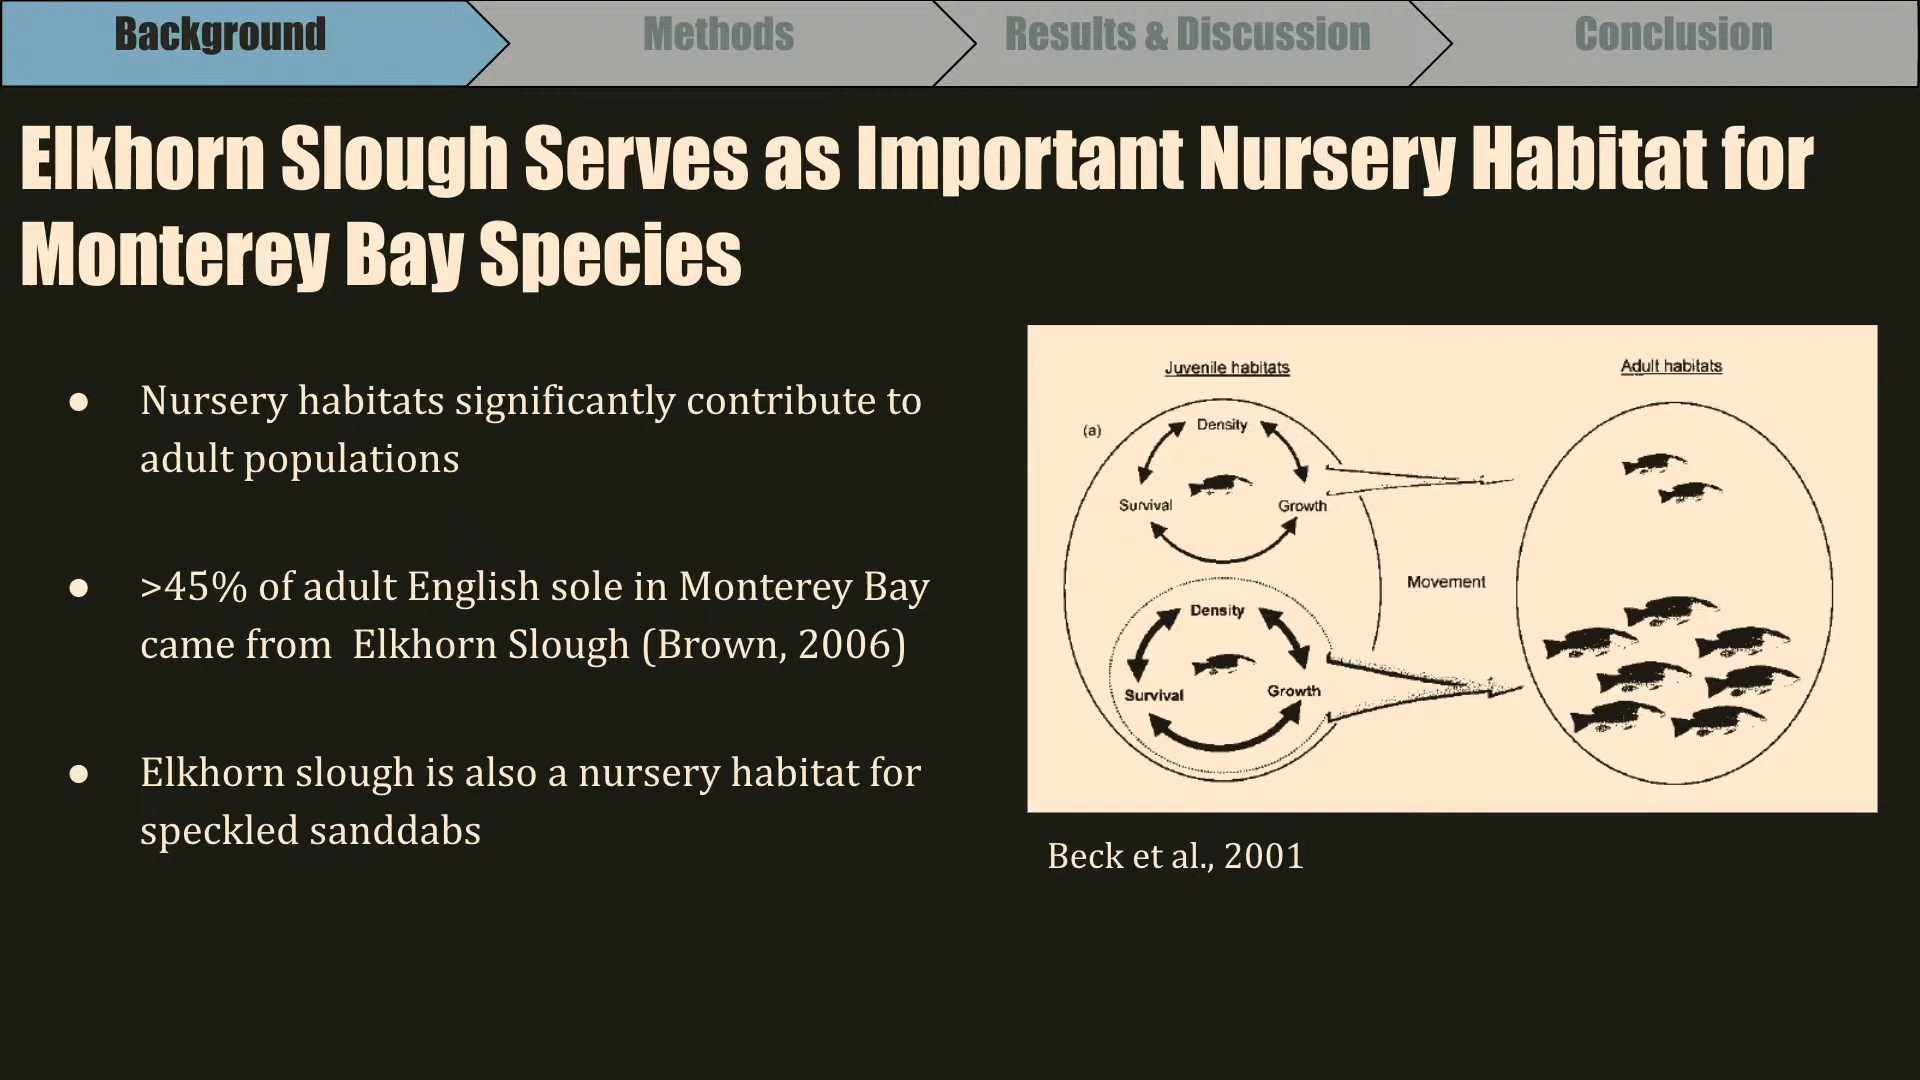 Background
Methods
Results & Discussion
Conclusion
Elkhorn Slough Serves as Important Nursery Habitat for
Monterey Bay Species
● Nursery habitats significantly contribute to
adult populations
● >45% of adult English sole in Monterey Bay
came from  Elkhorn Slough (Brown, 2006)
● Elkhorn slough is also a nursery habitat for
speckled sanddabs
Juvenile habitats
Adult habitats
(a)
Density
Survival
Growth
Movement
Density
Survival
Growth
Beck et al., 2001